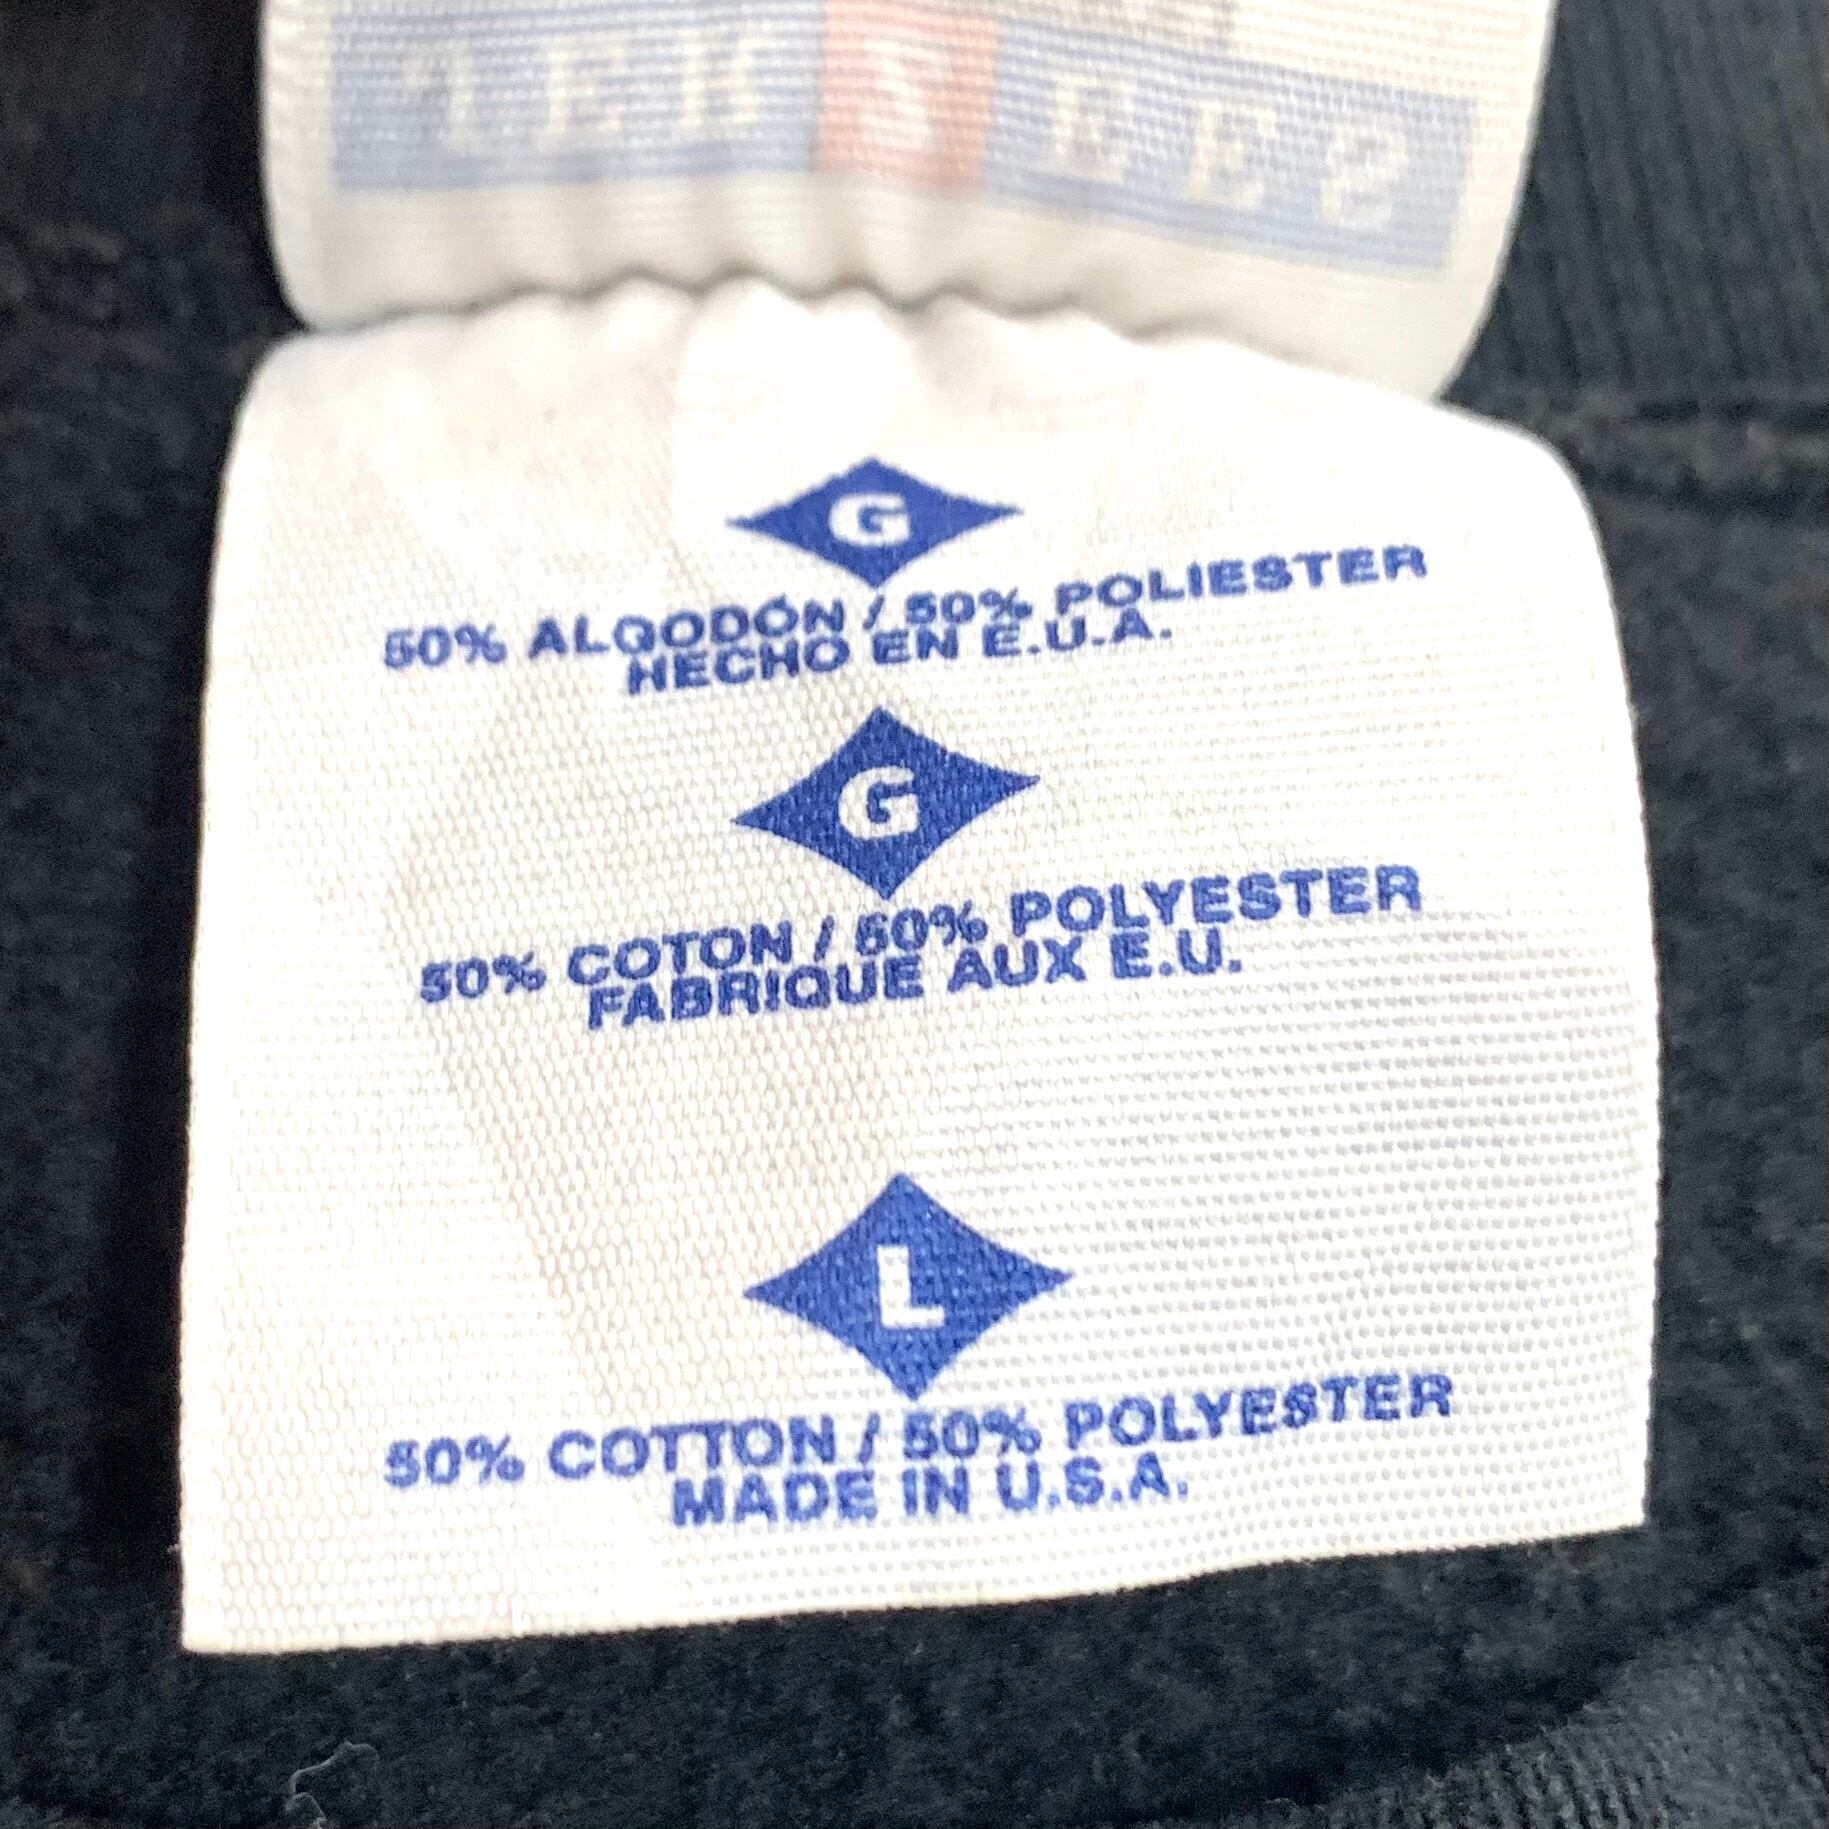 G
50% ALGODÓN / 50% POLIESTER
HECHO EN E.U.A.
G
50% COTON / 50% POLYESTER
FABRIQUE AUX E.U.
L
50% COTTON / 50% POLYESTER
MADE IN U.S.A.